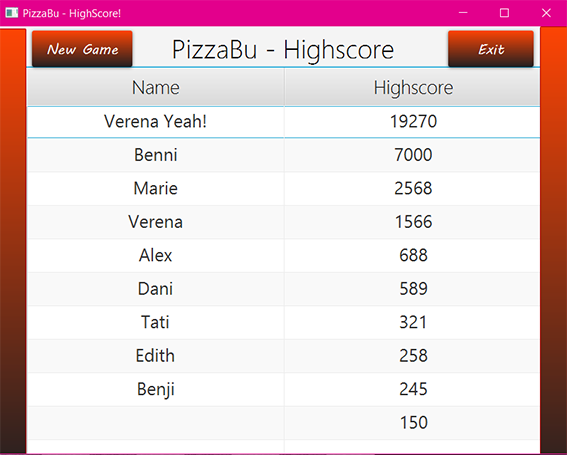 PizzaBu - HighScore!
New Game PizzaBu - Highscore Exit
Name Highscore
Verena Yeah! 19270
Benni 7000
Marie 2568
Verena 1566
Alex 688
Dani 589
Tati 321
Edith 258
Benji 245
150